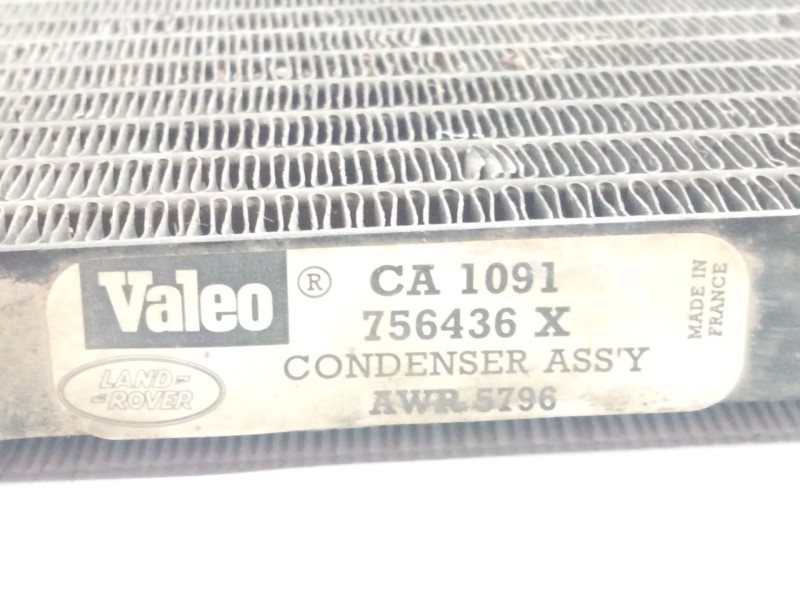 Valeo ® CA 1091
756436 X
CONDENSER ASS'Y
AWR 5796
LAND-
-ROVER
MADE IN
FRANCE